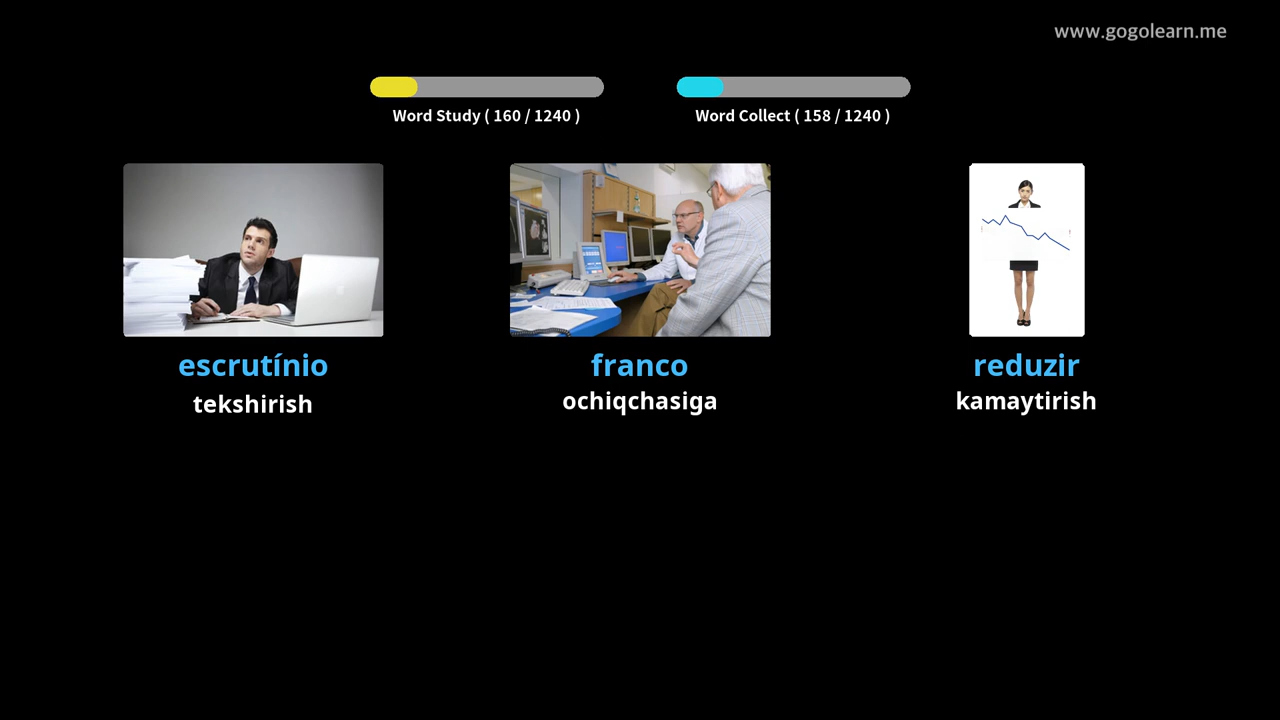 www.gogolearn.me
Word Study ( 160 / 1240 )
Word Collect ( 158 / 1240 )
escrutínio
tekshirish
franco
ochiqchasiga
reduzir
kamaytirish